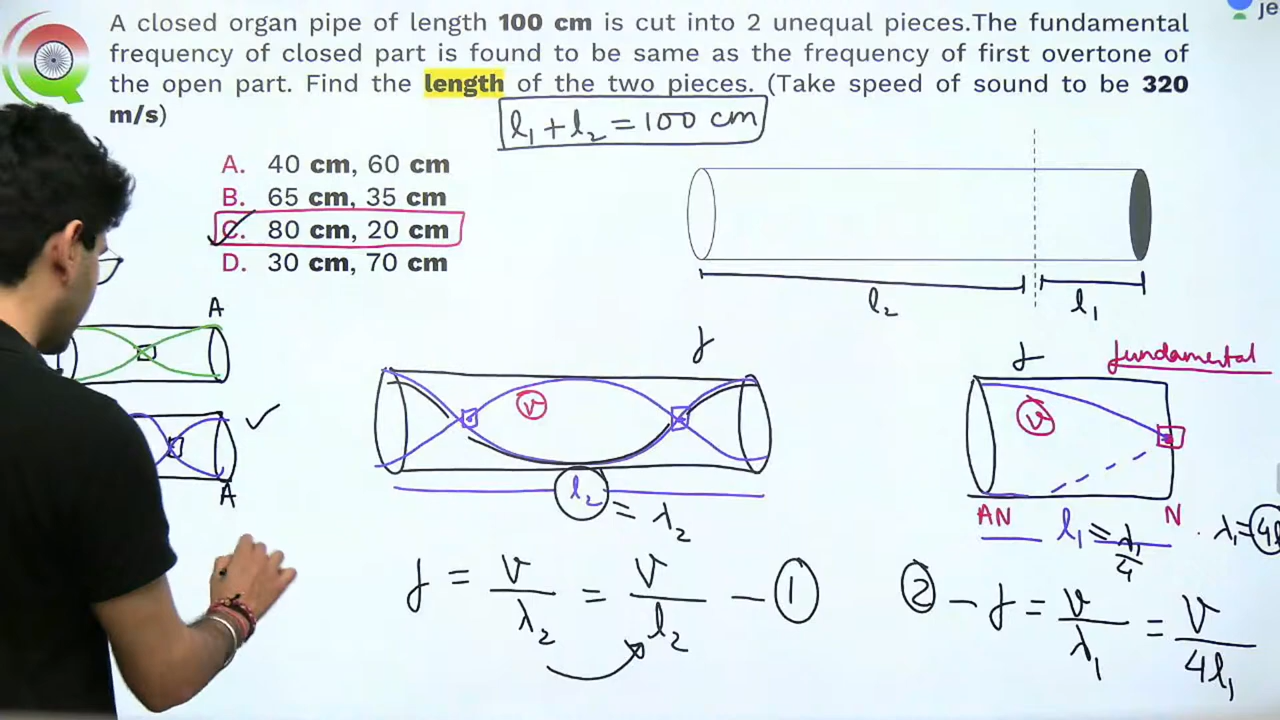 A closed organ pipe of length 100 cm is cut into 2 unequal pieces.The fundamental
frequency of closed part is found to be same as the frequency of first overtone of
the open part. Find the length of the two pieces. (Take speed of sound to be 320
m/s)
l₁ + l₂ = 100 cm
A. 40 cm, 60 cm
B. 65 cm, 35 cm
C. 80 cm, 20 cm
D. 30 cm, 70 cm
l₂
l₁
A
f
f
fundamental
v
v
A
l₂ = λ₂
AN
l₁ = λ₁/4
N
f = v/λ₂ = v/l₂ – ①
② – f = v/λ₁ = v/4l₁